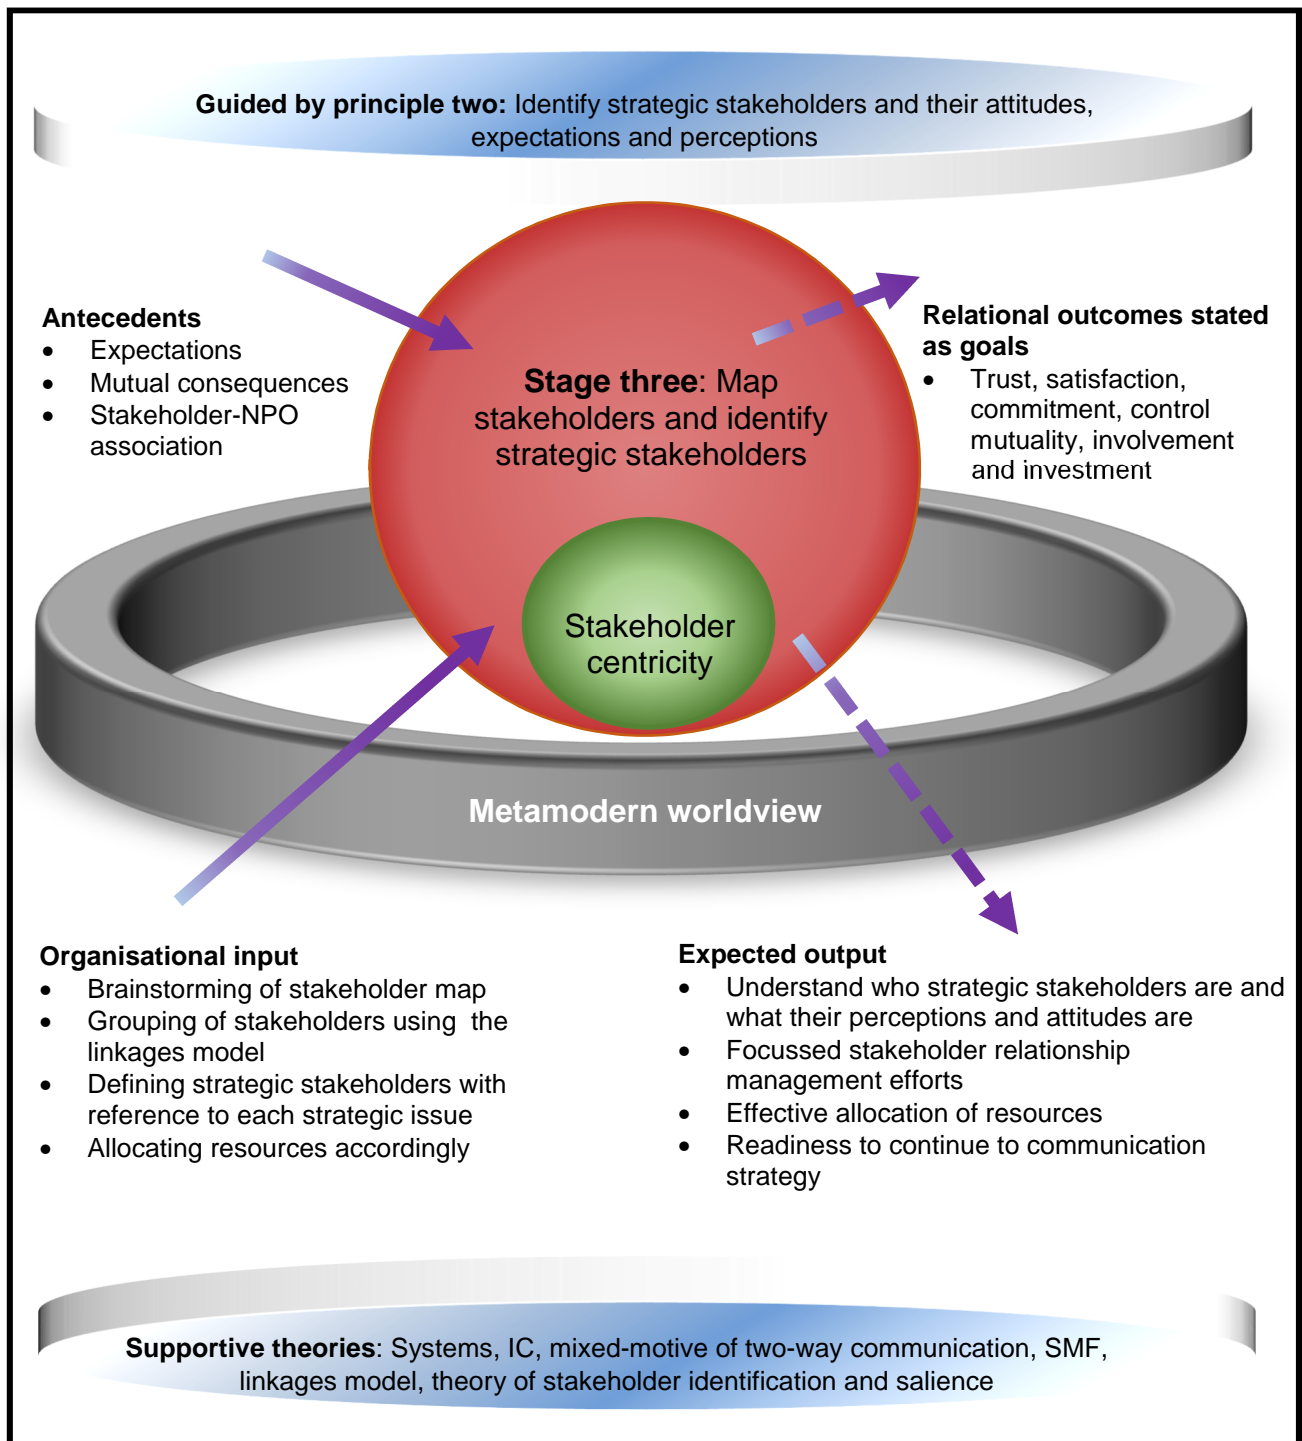 Guided by principle two: Identify strategic stakeholders and their attitudes,
expectations and perceptions
Antecedents
• Expectations
• Mutual consequences
• Stakeholder-NPO
association
Stage three: Map
stakeholders and identify
strategic stakeholders
Relational outcomes stated
as goals
• Trust, satisfaction,
commitment, control
mutuality, involvement
and investment
Stakeholder
centricity
Metamodern worldview
Organisational input
• Brainstorming of stakeholder map
• Grouping of stakeholders using the
linkages model
• Defining strategic stakeholders with
reference to each strategic issue
• Allocating resources accordingly
Expected output
• Understand who strategic stakeholders are and
what their perceptions and attitudes are
• Focussed stakeholder relationship
management efforts
• Effective allocation of resources
• Readiness to continue to communication
strategy
Supportive theories: Systems, IC, mixed-motive of two-way communication, SMF,
linkages model, theory of stakeholder identification and salience